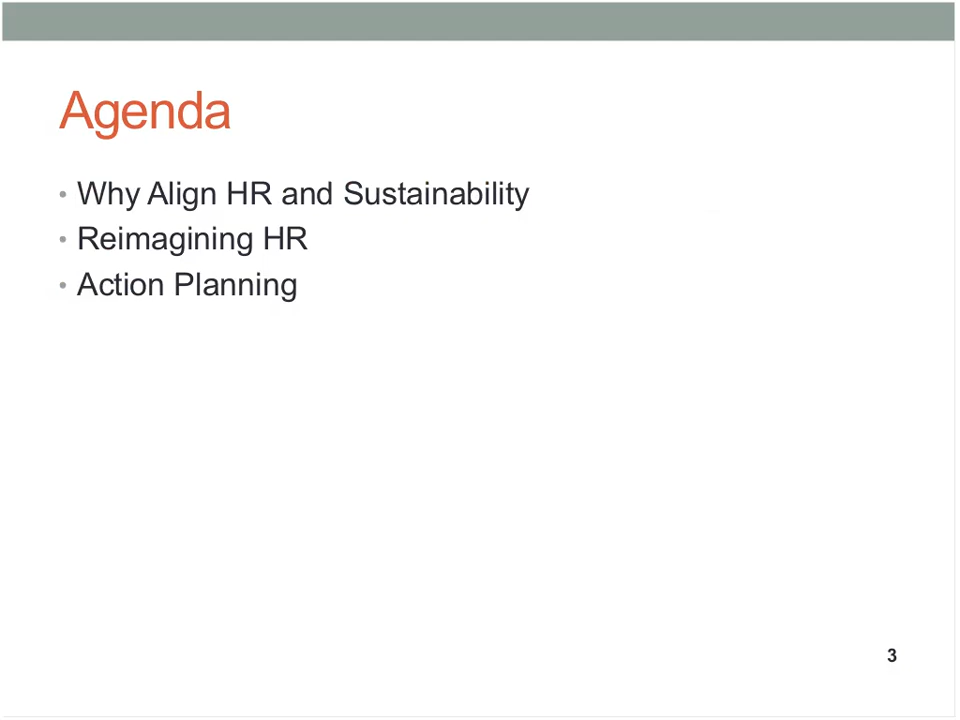 Agenda
• Why Align HR and Sustainability
• Reimagining HR
• Action Planning
3